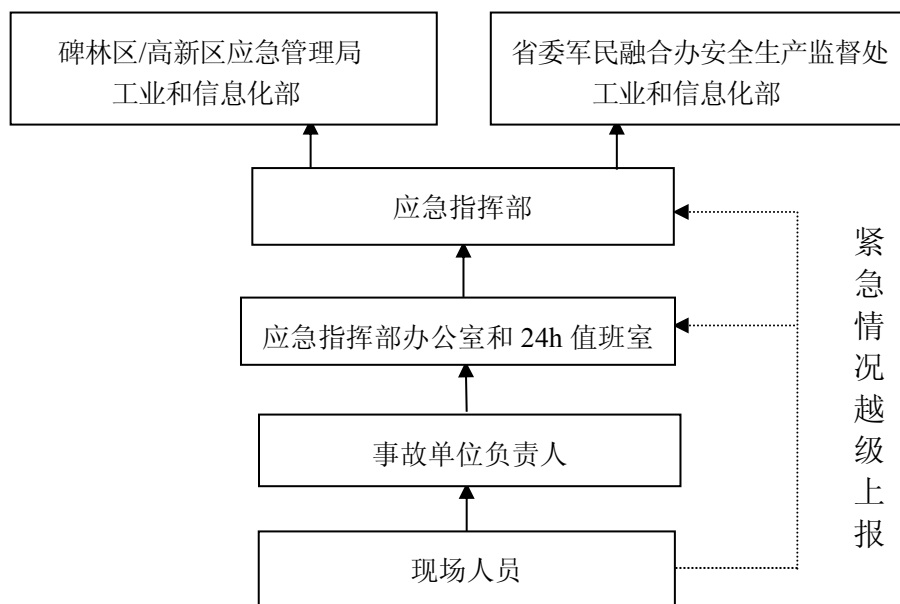 碑林区/高新区应急管理局
工业和信息化部
省委军民融合办安全生产监督处
工业和信息化部
应急指挥部
应急指挥部办公室和 24h 值班室
事故单位负责人
现场人员
紧急情况越级上报